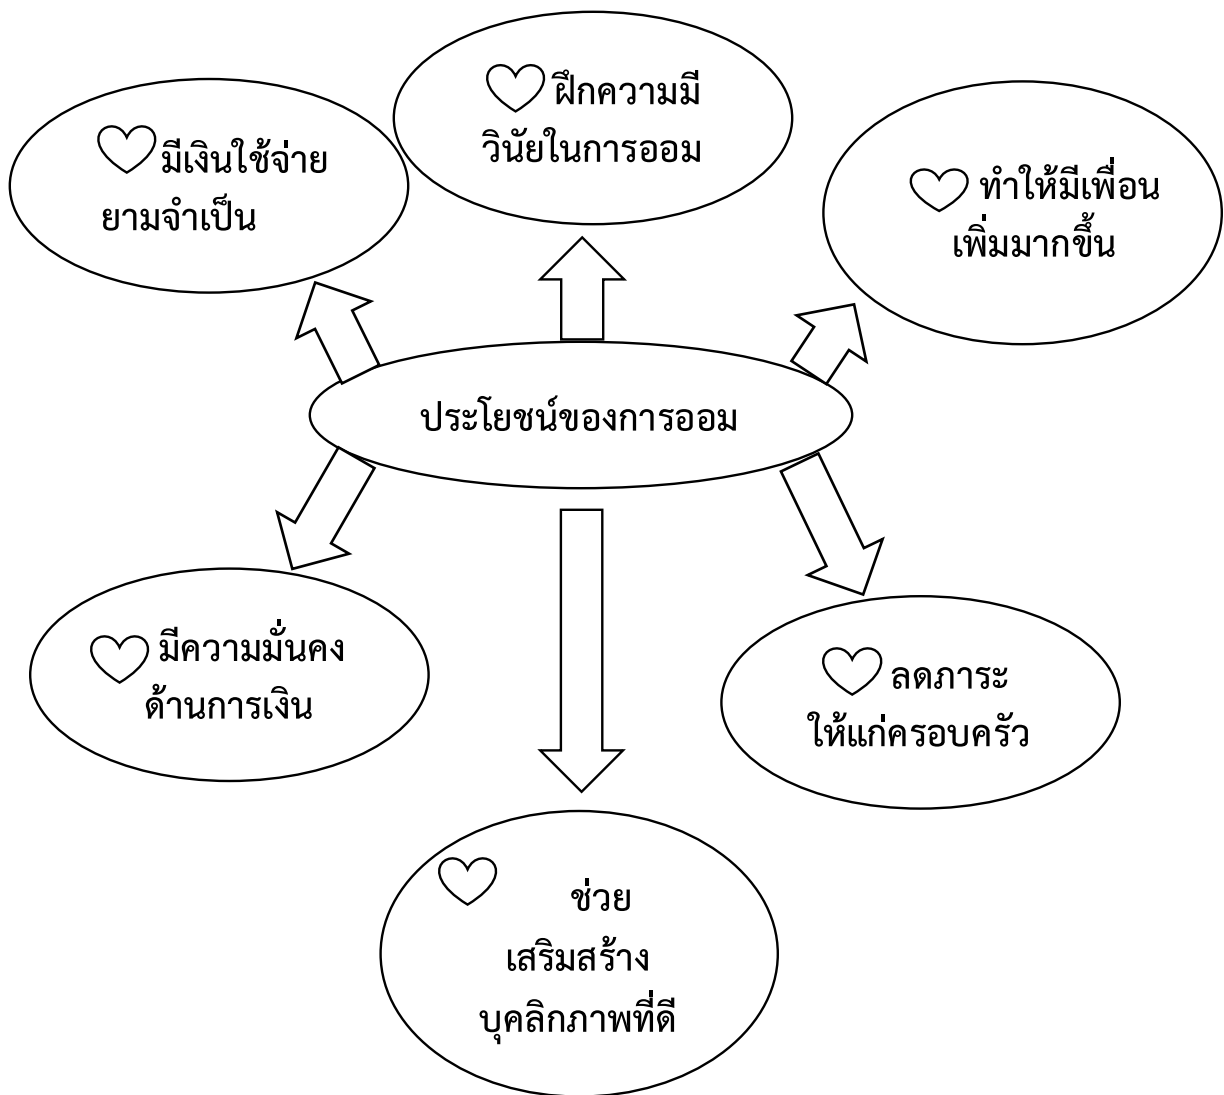 ฝึกความมี
วินัยในการออม
มีเงินใช้จ่าย
ยามจำเป็น
ทำให้มีเพื่อน
เพิ่มมากขึ้น
ประโยชน์ของการออม
มีความมั่นคง
ด้านการเงิน
ลดภาระ
ให้แก่ครอบครัว
ช่วย
เสริมสร้าง
บุคลิกภาพที่ดี